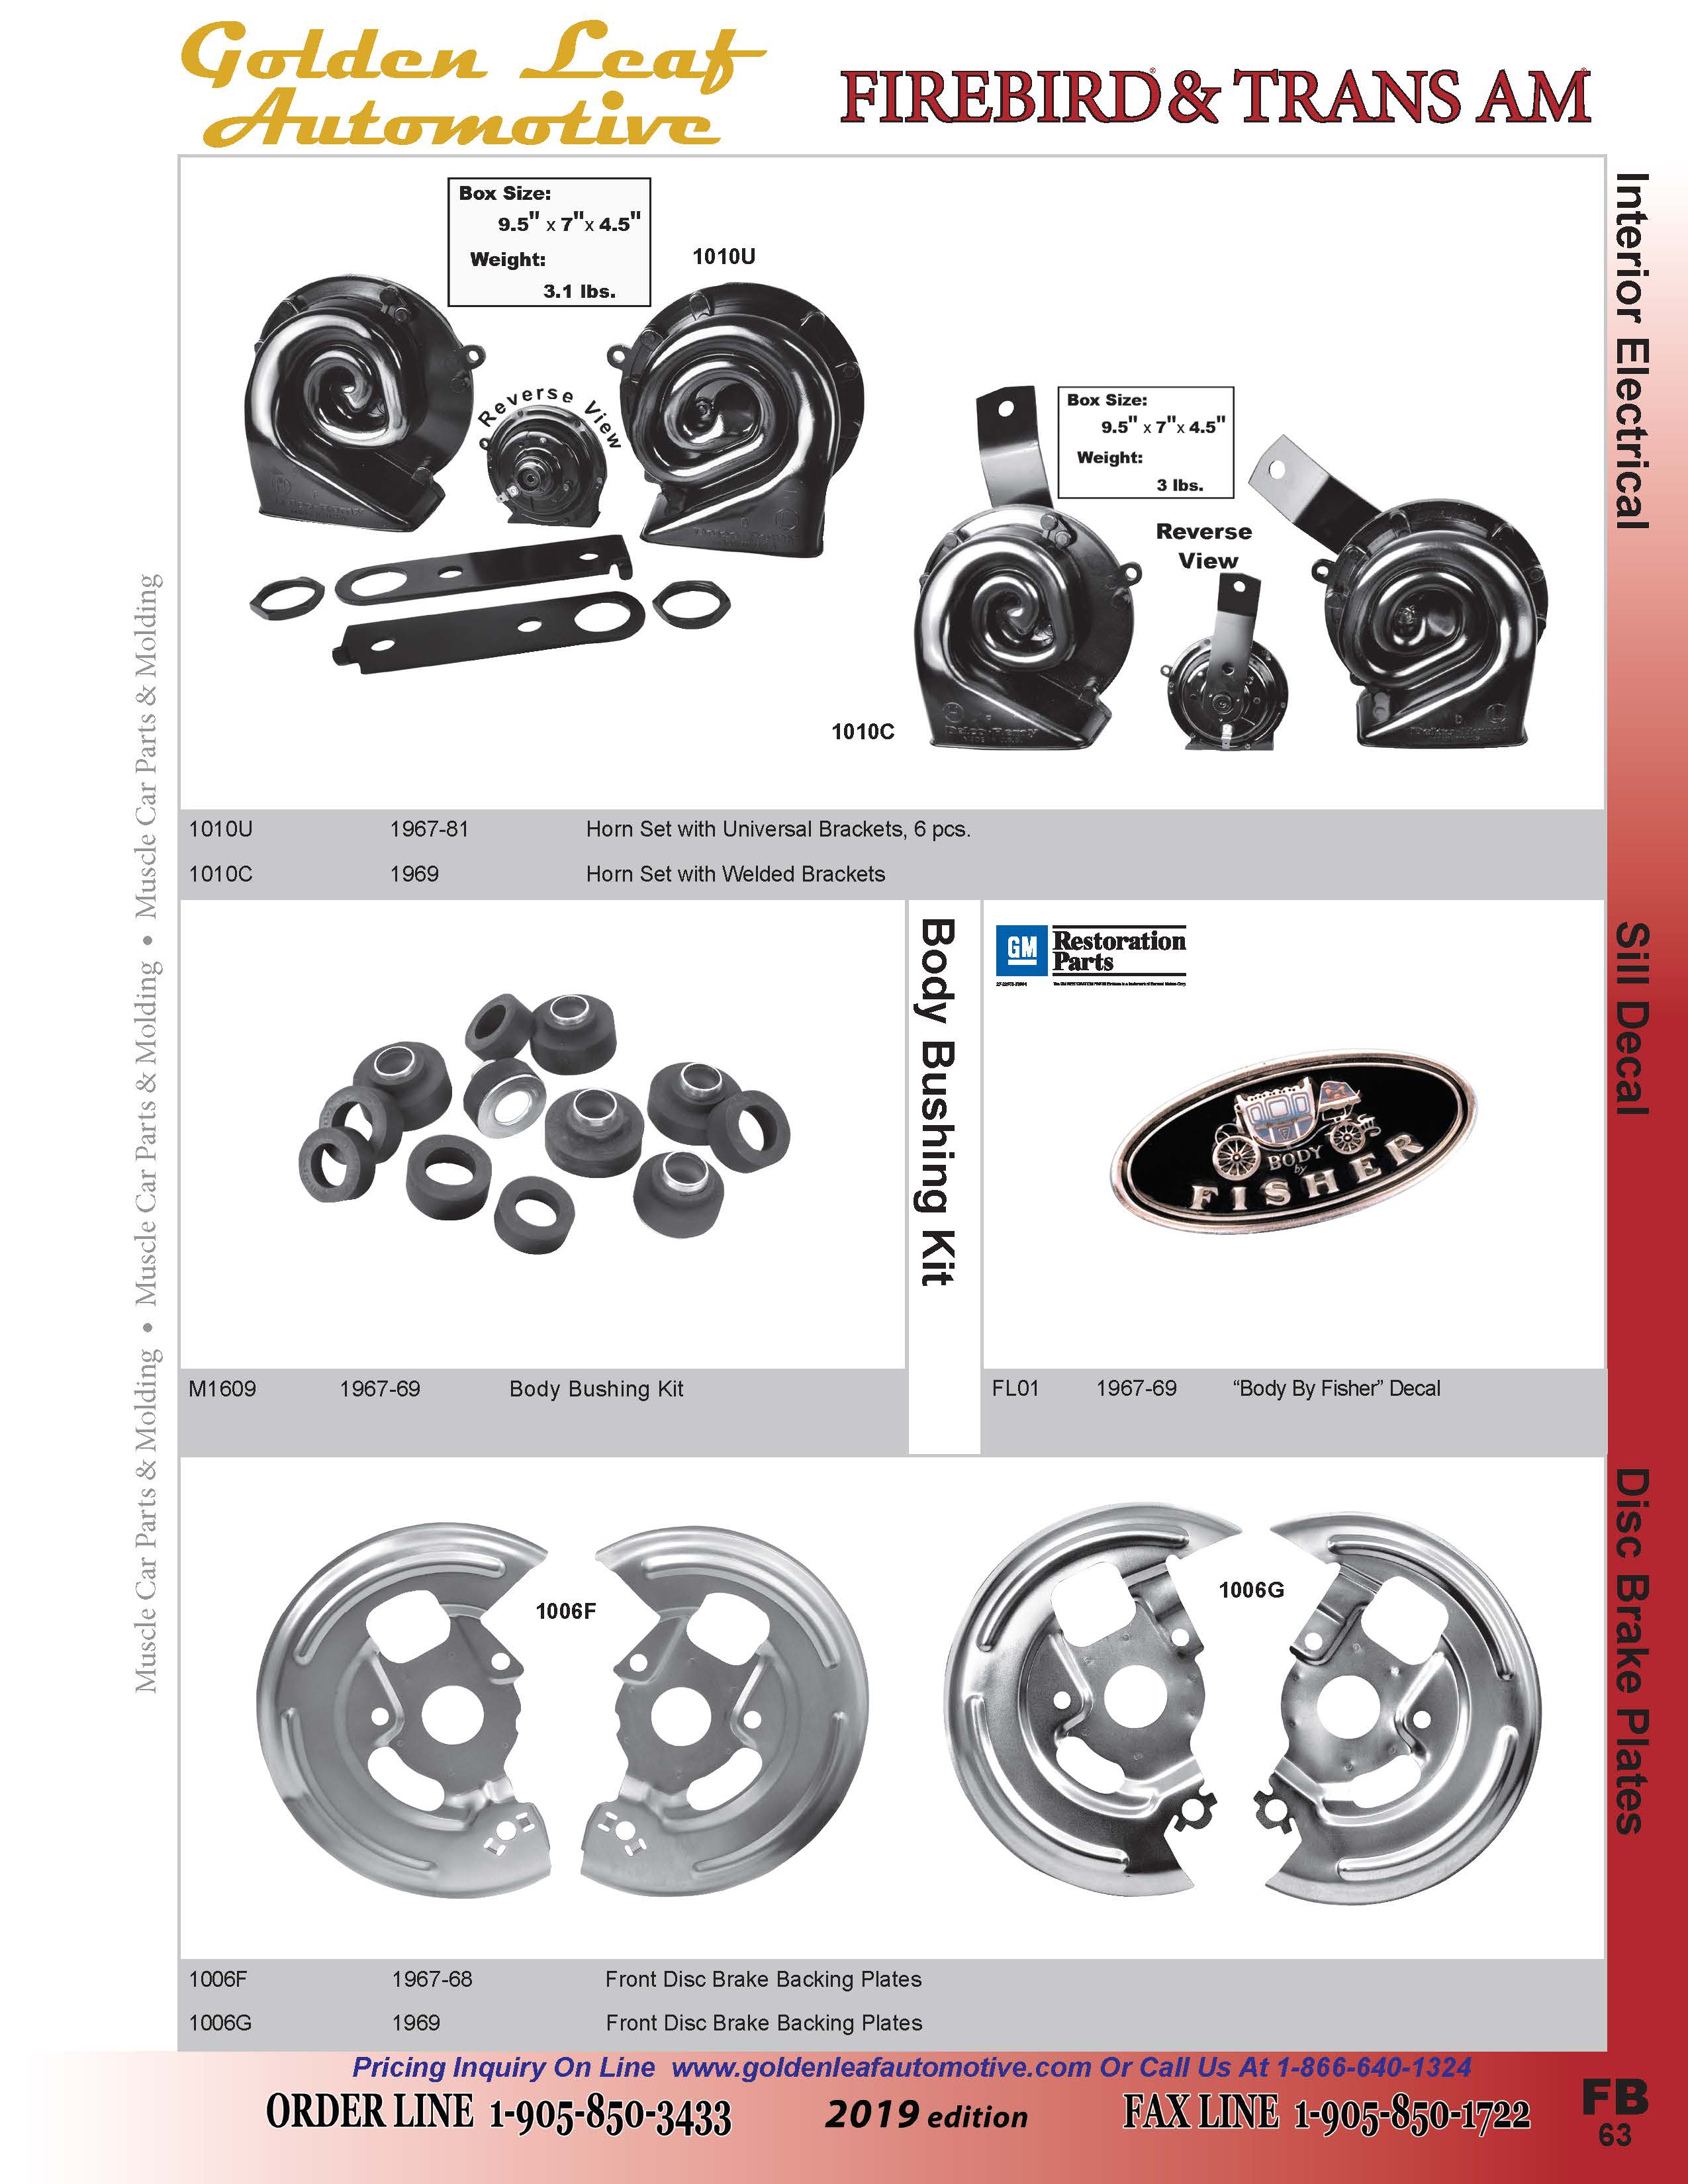 Golden Leaf
Automotive
FIREBIRD® & TRANS AM®
Box Size:
9.5" x 7"x 4.5"
Weight:
3.1 lbs.
1010U
Reverse View
Box Size:
9.5" x 7"x 4.5"
Weight:
3 lbs.
Reverse
View
1010C
Delco-Remy
Interior Electrical
1010U 1967-81 Horn Set with Universal Brackets, 6 pcs.
1010C 1969 Horn Set with Welded Brackets
Body Bushing Kit
GM Restoration
Parts
BODY
by
FISHER
Sill Decal
M1609 1967-69 Body Bushing Kit
FL01 1967-69 “Body By Fisher” Decal
1006F
1006G
Disc Brake Plates
1006F 1967-68 Front Disc Brake Backing Plates
1006G 1969 Front Disc Brake Backing Plates
Muscle Car Parts & Molding • Muscle Car Parts & Molding • Muscle Car Parts & Molding
Pricing Inquiry On Line www.goldenleafautomotive.com Or Call Us At 1-866-640-1324
ORDER LINE 1-905-850-3433 2019 edition FAX LINE 1-905-850-1722
FB
63